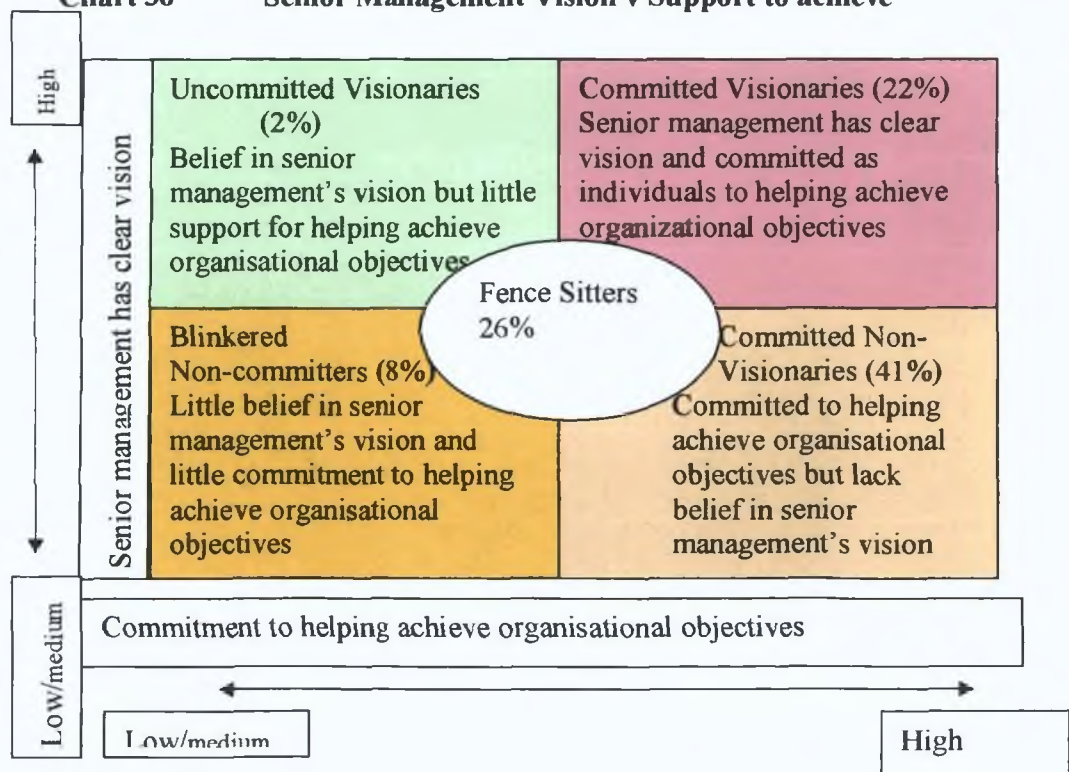 Chart 36 Senior Management Vision v Support to achieve
High
Senior management has clear vision
Low/medium
Uncommitted Visionaries
(2%)
Belief in senior
management's vision but little
support for helping achieve
organisational objectives
Committed Visionaries (22%)
Senior management has clear
vision and committed as
individuals to helping achieve
organizational objectives
Fence Sitters
26%
Blinkered
Non-committers (8%)
Little belief in senior
management's vision and
little commitment to helping
achieve organisational
objectives
Committed Non-
Visionaries (41%)
Committed to helping
achieve organisational
objectives but lack
belief in senior
management's vision
Commitment to helping achieve organisational objectives
Low/medium
High